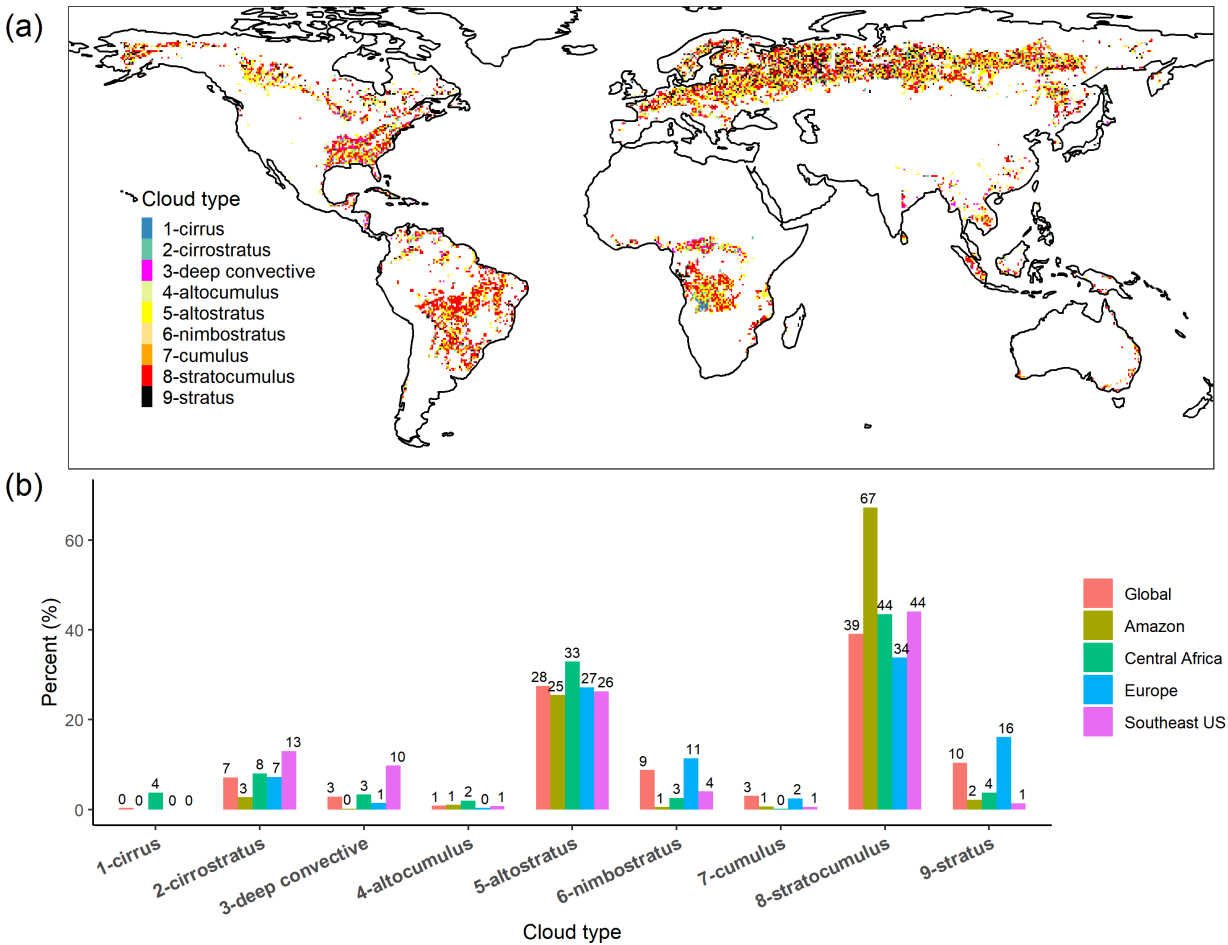 (a)
Cloud type
1-cirrus
2-cirrostratus
3-deep convective
4-altocumulus
5-altostratus
6-nimbostratus
7-cumulus
8-stratocumulus
9-stratus
(b)
Percent (%)
60
40
20
0
0 0 4 0 0
7 3 8 7 13
3 0 3 1 10
1 1 2 0 1
28 25 33 27 26
9 1 3 11 4
3 1 0 2 1
39 67 44 34 44
10 2 4 16 1
1-cirrus
2-cirrostratus
3-deep convective
4-altocumulus
5-altostratus
6-nimbostratus
7-cumulus
8-stratocumulus
9-stratus
Cloud type
Global
Amazon
Central Africa
Europe
Southeast US